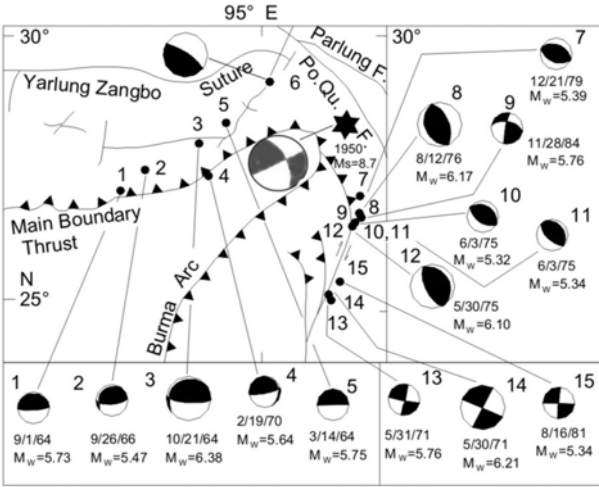 95° E
30°
30°
Parlung F.
Po.Qu. F
Yarlung Zangbo Suture
6
5
3
1950*
Ms=8.7
1
2
4
7
8
9
12
10,11
Main Boundary
Thrust
N
25°
Burma Arc
15
14
13
7
12/21/79
Mw=5.39
8
8/12/76
Mw=6.17
9
11/28/84
Mw=5.76
10
6/3/75
Mw=5.32
11
6/3/75
Mw=5.34
12
5/30/75
Mw=6.10
1
9/1/64
Mw=5.73
2
9/26/66
Mw=5.47
3
10/21/64
Mw=6.38
4
2/19/70
Mw=5.64
5
3/14/64
Mw=5.75
13
5/31/71
Mw=5.76
14
5/30/71
Mw=6.21
15
8/16/81
Mw=5.34